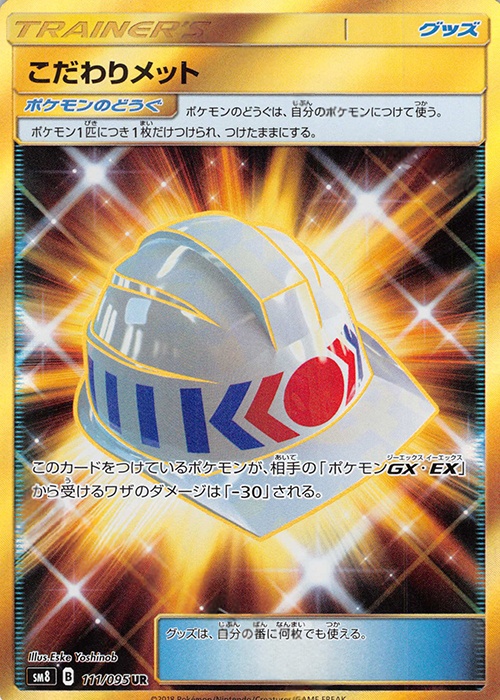 TRAINER'S
グッズ
こだわりメット
ポケモンのどうぐ
ポケモンのどうぐは、自分のポケモンにつけて使う。
ポケモン1匹につき1枚だけつけられ、つけたままにする。
このカードをつけているポケモンが、相手の「ポケモンGX・EX」
から受けるワザのダメージは「-30」される。
グッズは、自分の番に何枚でも使える。
Illus.Eske Yoshinob
sm8 B 111/095 UR
©2018 Pokémon/Nintendo/Creatures/GAME FREAK.